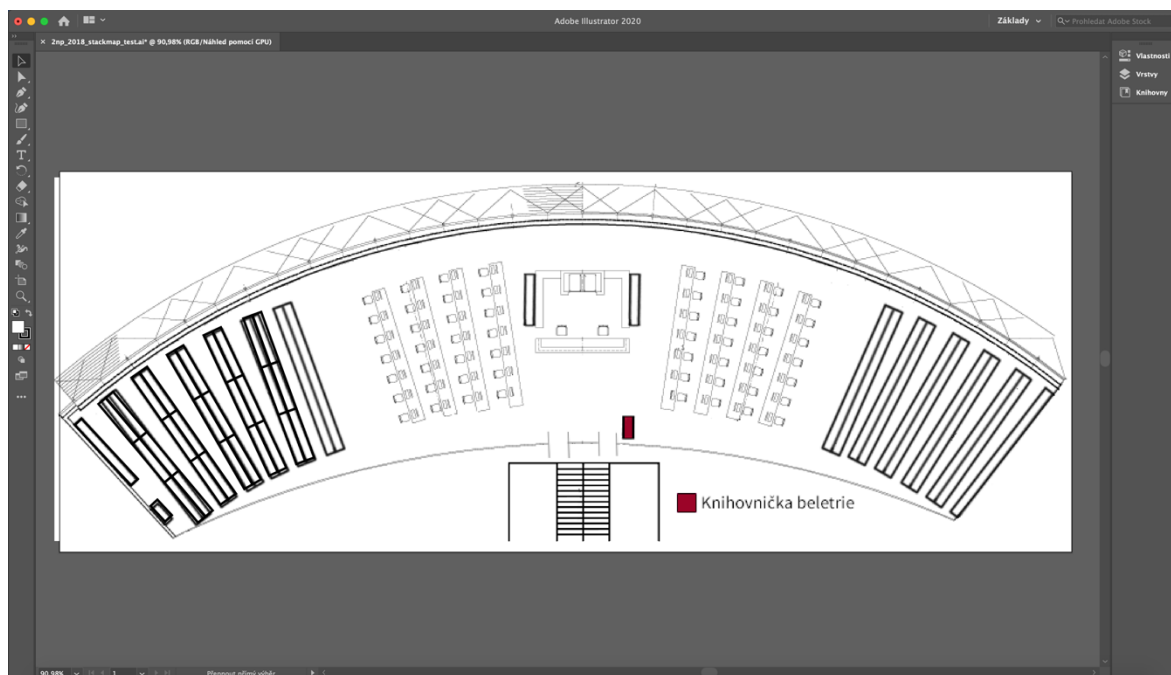 Adobe Illustrator 2020
Základy
Prohledat Adobe Stock
× 2np_2018_stackmap_test.ai* @ 90,98% (RGB/Náhled pomocí GPU)
Vlastnosti
Vrstvy
Knihovny
Knihovnička beletrie
90,98%
1
Přepnout přímý výběr